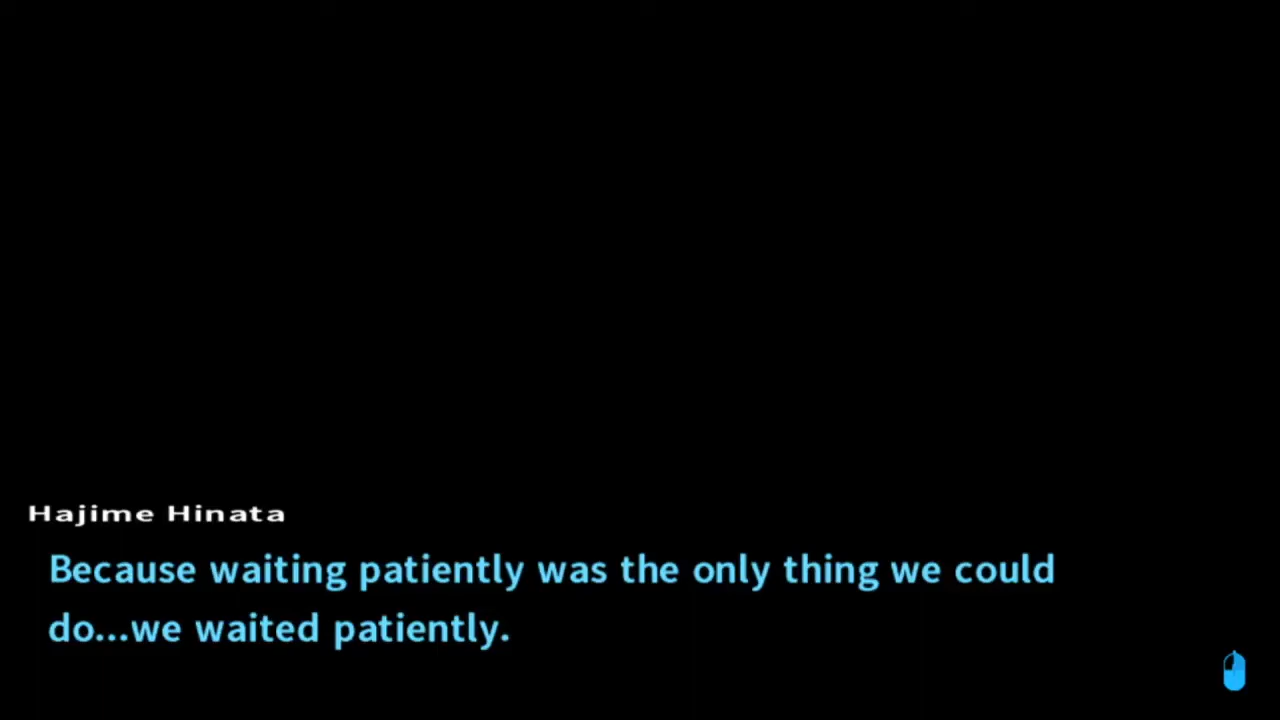 Hajime Hinata
Because waiting patiently was the only thing we could
do...we waited patiently.